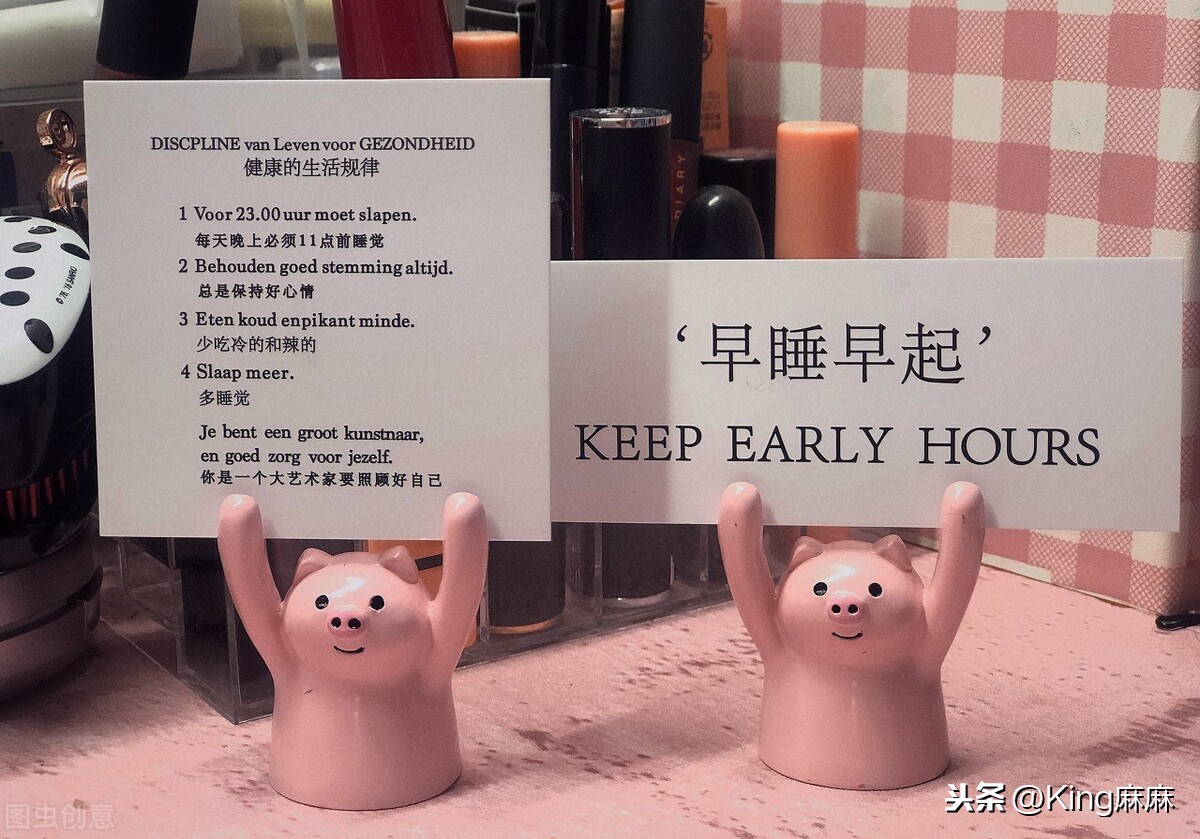 DISCPLINE van Leven voor GEZONDHEID
健康的生活规律
1 Voor 23.00 uur moet slapen.
每天晚上必须11点前睡觉
2 Behouden goed stemming altijd.
总是保持好心情
3 Eten koud enpikant minde.
少吃冷的和辣的
4 Slaap meer.
多睡觉
Je bent een groot kunstnaar,
en goed zorg voor jezelf.
你是一个大艺术家要照顾好自己
‘早睡早起’
KEEP EARLY HOURS
DIARY
图虫创意
头条 @King麻麻